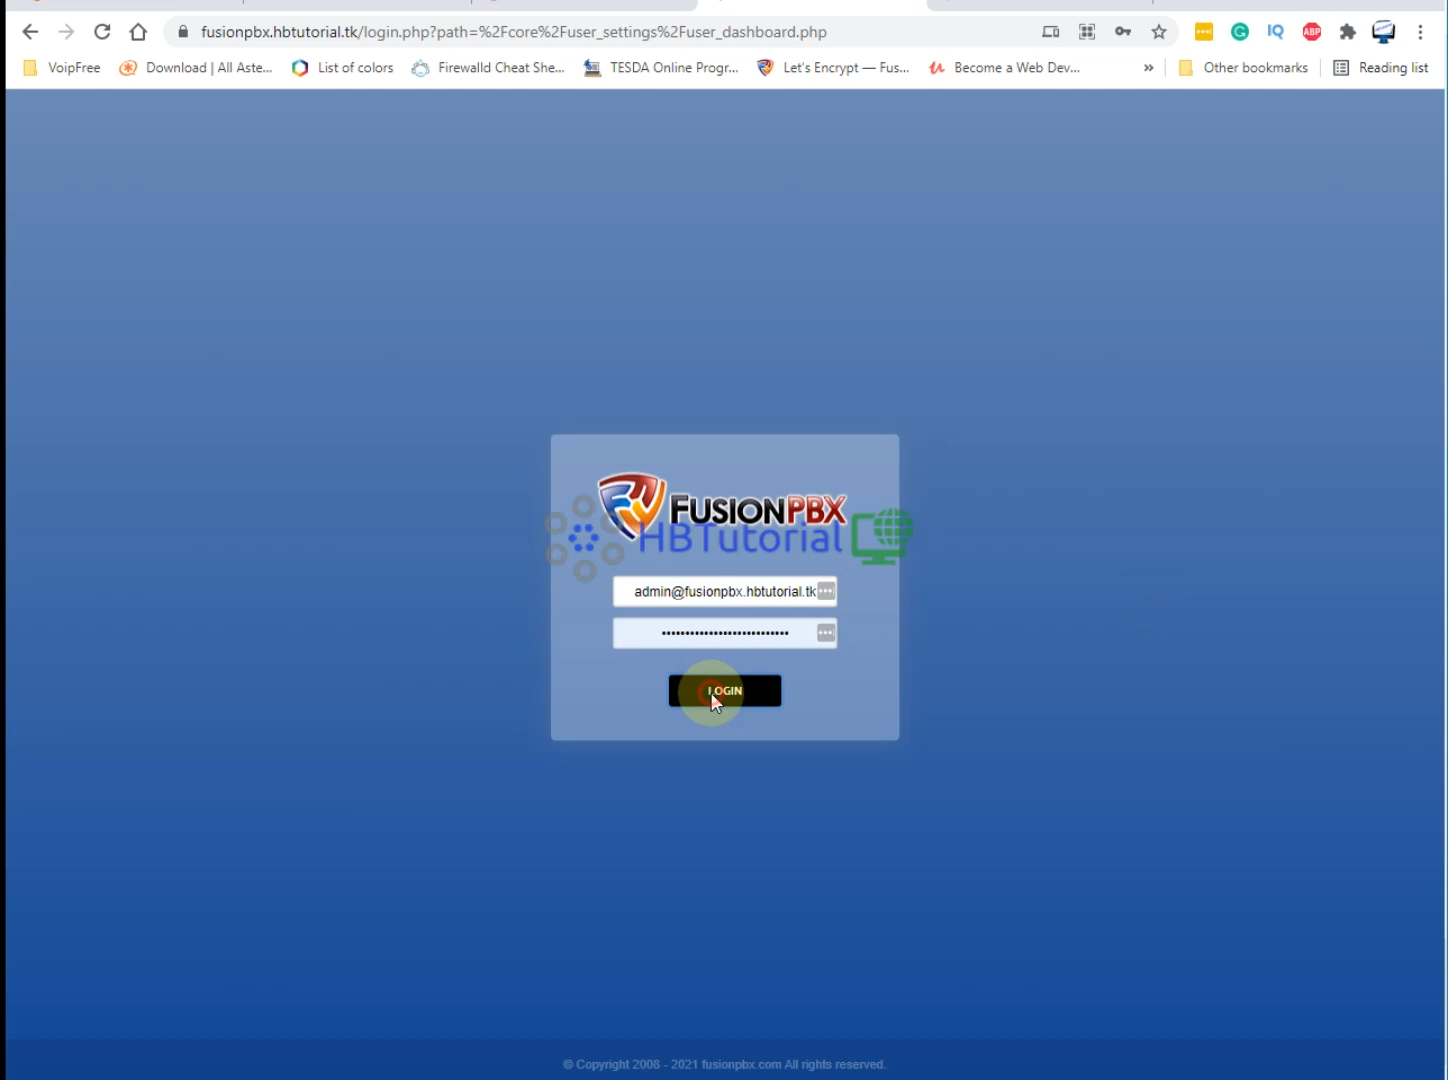 fusionpbx.hbtutorial.tk/login.php?path=%2Fcore%2Fuser_settings%2Fuser_dashboard.php
VoipFree
Download | All Aste...
List of colors
Firewalld Cheat She...
TESDA Online Progr...
Let's Encrypt — Fus...
Become a Web Dev...
»
Other bookmarks
Reading list
IQ
ABP
FUSIONPBX
HBTutorial
admin@fusionpbx.hbtutorial.tk
LOGIN
© Copyright 2008 - 2021 fusionpbx.com All rights reserved.